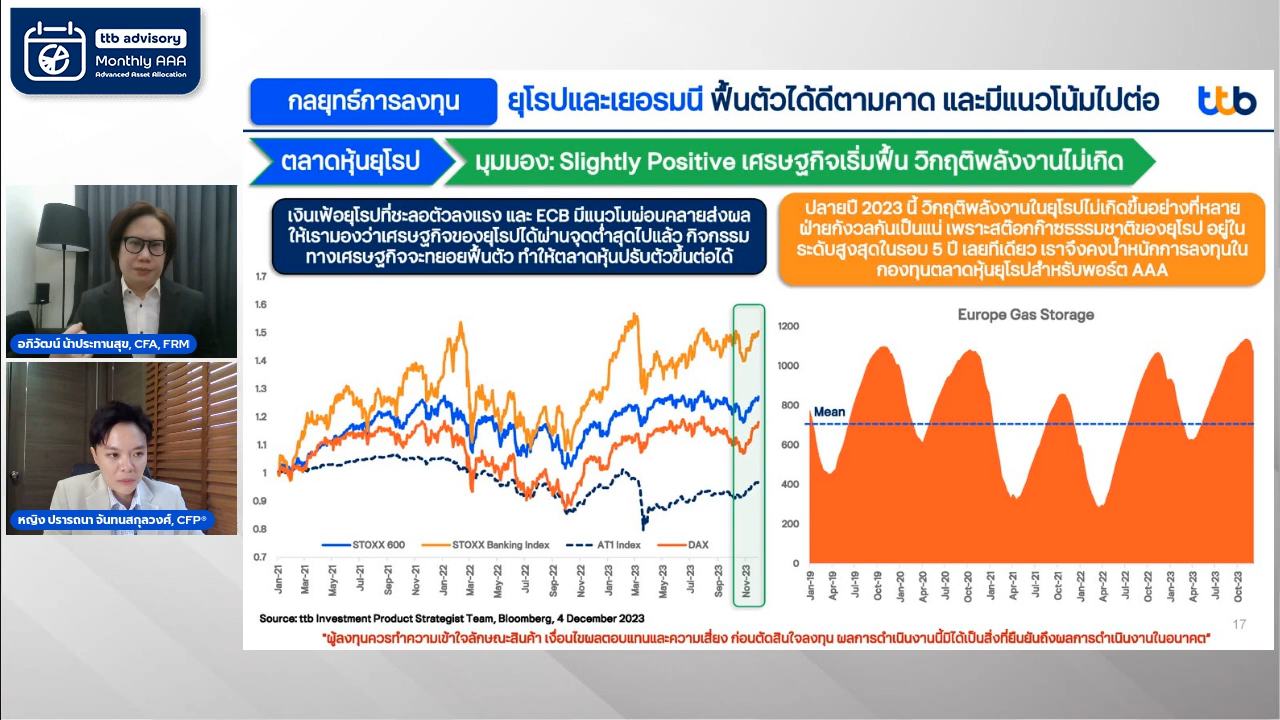 ttb advisory
Monthly AAA
Advanced Asset Allocation
กลยุทธ์การลงทุน
ยุโรปและเยอรมนี ฟื้นตัวได้ดีตามคาด และมีแนวโน้มไปต่อ
ttb
ตลาดหุ้นยุโรป
มุมมอง: Slightly Positive เศรษฐกิจเริ่มฟื้น วิกฤติพลังงานไม่เกิด
เงินเฟ้อยุโรปที่ชะลอตัวลงแรง และ ECB มีแนวโมผ่อนคลายส่งผล
ให้เรามองว่าเศรษฐกิจของยุโรปได้ผ่านจุดต่ำสุดไปแล้ว กิจกรรม
ทางเศรษฐกิจจะทยอยฟื้นตัว ทำให้ตลาดหุ้นปรับตัวขึ้นต่อได้
ปลายปี 2023 นี้ วิกฤติพลังงานในยุโรปไม่เกิดขึ้นอย่างที่หลาย
ฝ่ายกังวลกันเป็นแน่ เพราะสต๊อกก๊าซธรรมชาติของยุโรป อยู่ใน
ระดับสูงสุดในรอบ 5 ปี เลยทีเดียว เราจึงคงน้ำหนักการลงทุนใน
กองทุนตลาดหุ้นยุโรปสำหรับพอร์ต AAA
1.7
1.6
1.5
1.4
1.3
1.2
1.1
1
0.9
0.8
0.7
STOXX 600
STOXX Banking Index
AT1 Index
DAX
Jan-21
Mar-21
May-21
Jul-21
Sep-21
Nov-21
Jan-22
Mar-22
May-22
Jul-22
Sep-22
Nov-22
Jan-23
Mar-23
May-23
Jul-23
Sep-23
Nov-23
Europe Gas Storage
1200
1000
800
600
400
200
0
Mean
Jan-19
Apr-19
Jul-19
Oct-19
Jan-20
Apr-20
Jul-20
Oct-20
Jan-21
Apr-21
Jul-21
Oct-21
Jan-22
Apr-22
Jul-22
Oct-22
Jan-23
Apr-23
Jul-23
Oct-23
อภิวัฒน์ น้าประทานสุข, CFA, FRM
หญิง ปรารถนา จันทนสกุลวงศ์, CFP®
Source: ttb Investment Product Strategist Team, Bloomberg, 4 December 2023
17
"ผู้ลงทุนควรทำความเข้าใจลักษณะสินค้า เงื่อนไขผลตอบแทนและความเสี่ยง ก่อนตัดสินใจลงทุน ผลการดำเนินงานนี้มิได้เป็นสิ่งที่ยืนยันถึงผลการดำเนินงานในอนาคต"